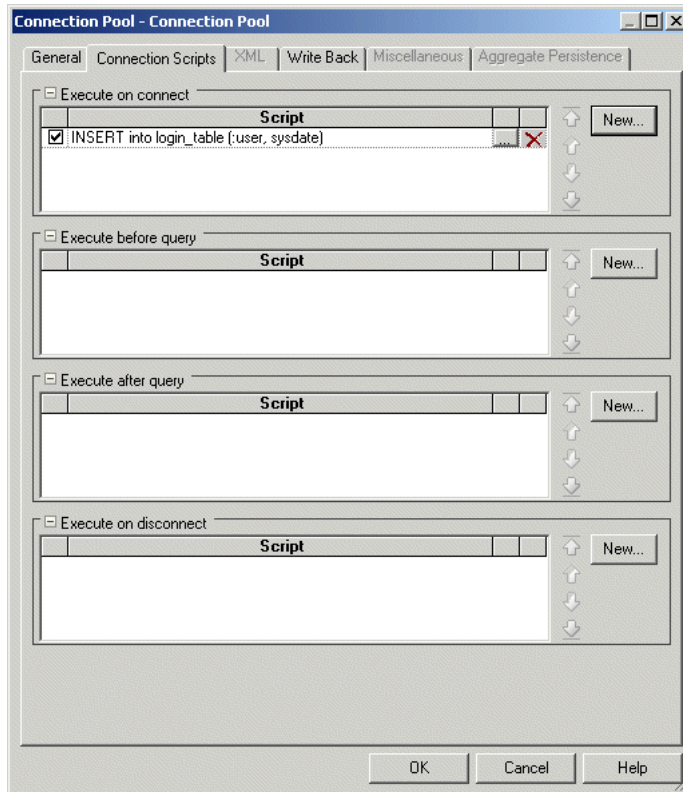 Connection Pool - Connection Pool
General Connection Scripts XML Write Back Miscellaneous Aggregate Persistence
Execute on connect
Script
INSERT into login_table (:user, sysdate)
...
New...
Execute before query
Script
New...
Execute after query
Script
New...
Execute on disconnect
Script
New...
OK Cancel Help